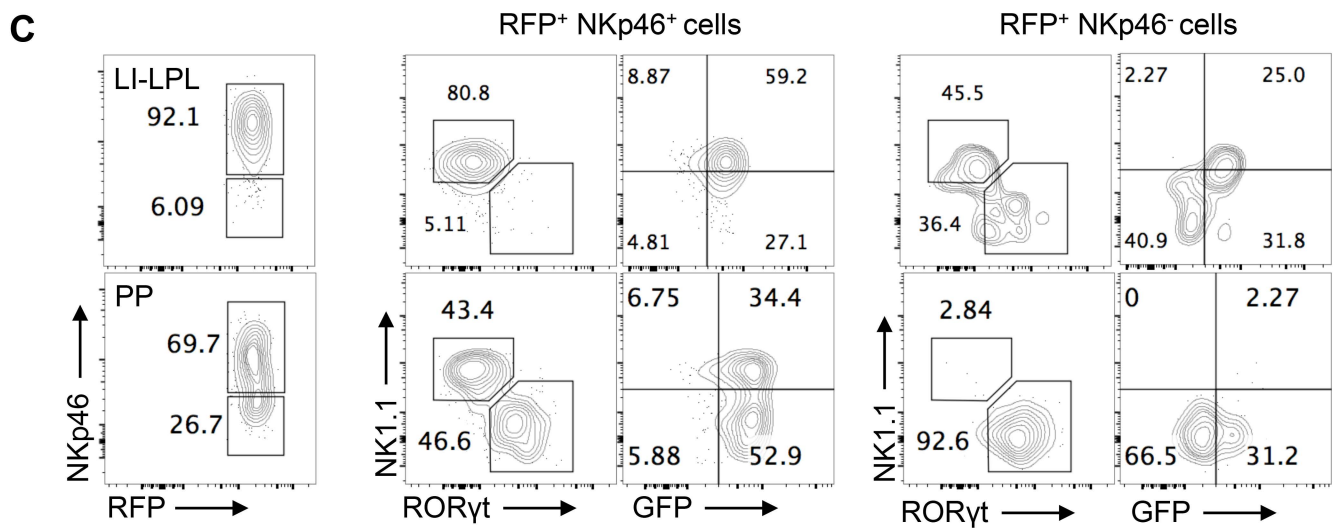 C
RFP⁺ NKp46⁺ cells
RFP⁺ NKp46⁻ cells
LI-LPL
92.1
6.09
80.8
5.11
8.87
59.2
4.81
27.1
45.5
36.4
2.27
25.0
40.9
31.8
PP
69.7
26.7
43.4
46.6
6.75
34.4
5.88
52.9
2.84
92.6
0
2.27
66.5
31.2
NKp46
RFP
NK1.1
RORγt
GFP
NK1.1
RORγt
GFP